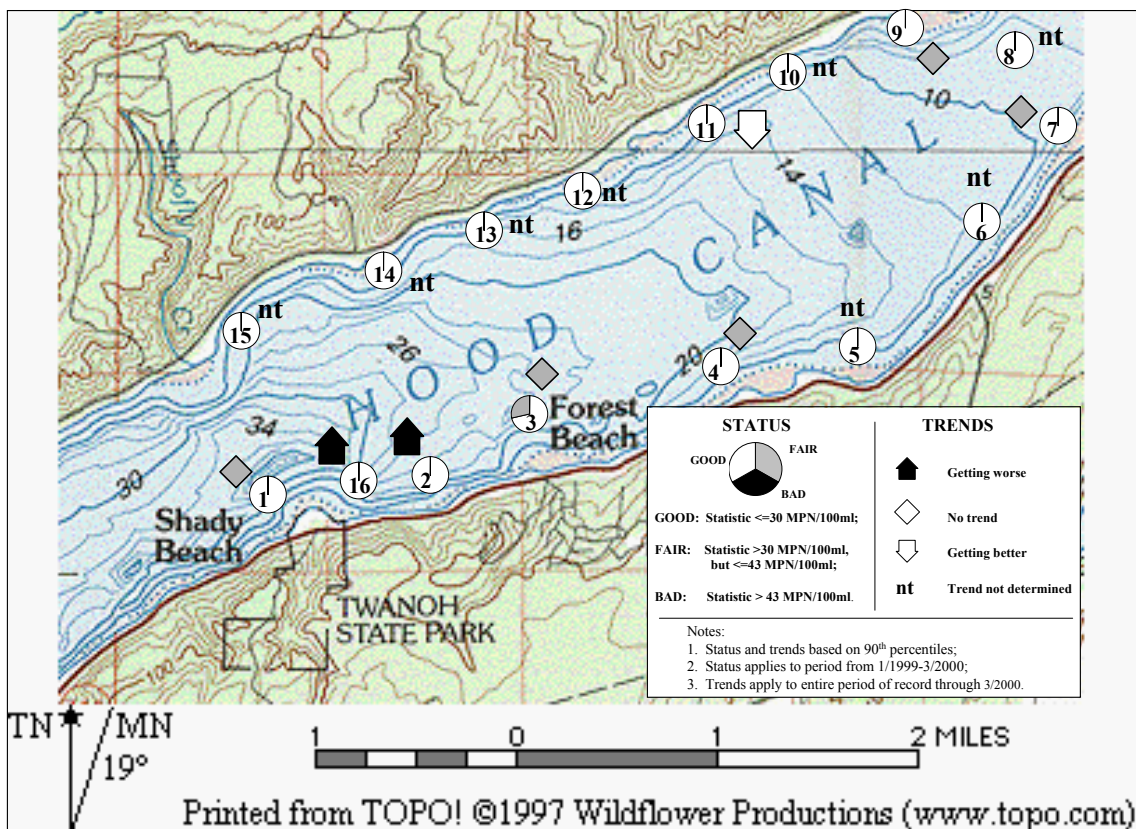 9
8
nt
10
nt
10
7
11
14
nt
6
12
nt
13
nt
16
14
nt
15
nt
HOOD CANAL
nt
5
20
4
26
3
Forest
Beach
34
30
1
16
2
Shady
Beach
TWANOH
STATE PARK
100
STATUS
GOOD
FAIR
BAD
GOOD: Statistic <=30 MPN/100ml;
FAIR: Statistic >30 MPN/100ml,
but <=43 MPN/100ml;
BAD: Statistic > 43 MPN/100ml.
TRENDS
Getting worse
No trend
Getting better
nt Trend not determined
Notes:
1. Status and trends based on 90th percentiles;
2. Status applies to period from 1/1999-3/2000;
3. Trends apply to entire period of record through 3/2000.
TN MN
19°
1 0 1 2 MILES
Printed from TOPO! ©1997 Wildflower Productions (www.topo.com)